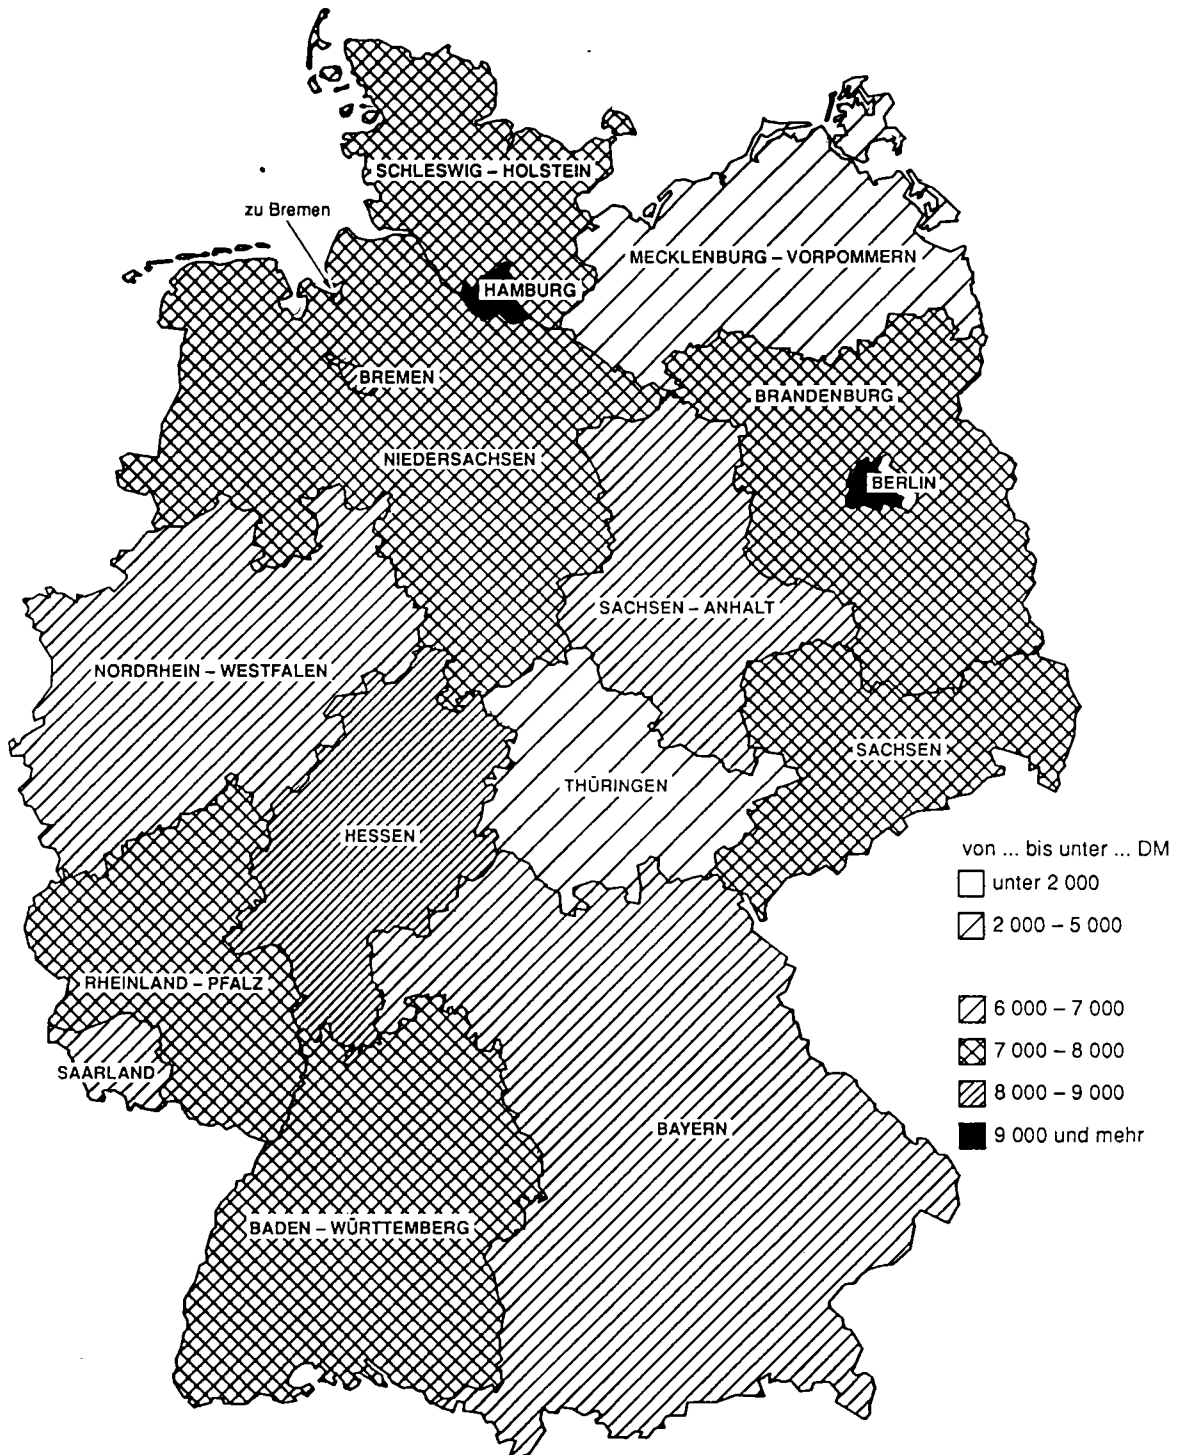 SCHLESWIG – HOLSTEIN
zu Bremen
MECKLENBURG – VORPOMMERN
HAMBURG
BREMEN
BRANDENBURG
NIEDERSACHSEN
BERLIN
SACHSEN – ANHALT
NORDRHEIN – WESTFALEN
SACHSEN
THÜRINGEN
HESSEN
von ... bis unter ... DM
unter 2 000
2 000 – 5 000
RHEINLAND – PFALZ
6 000 – 7 000
7 000 – 8 000
SAARLAND
8 000 – 9 000
BAYERN
9 000 und mehr
BADEN – WÜRTTEMBERG